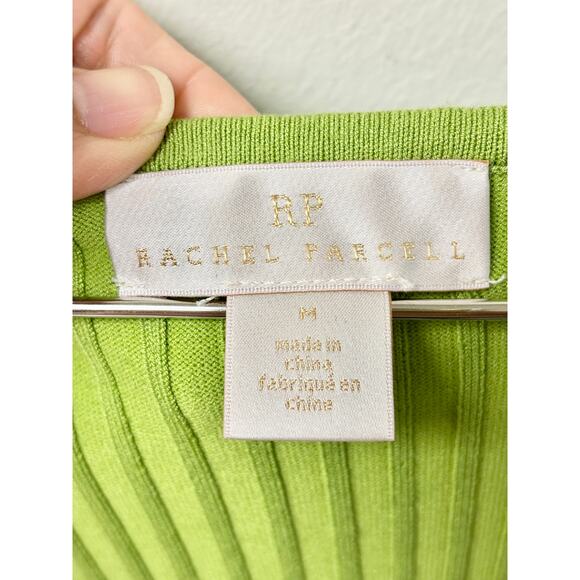 RP
RACHEL PARCELL
M
made in
china
fabriqué en
chine